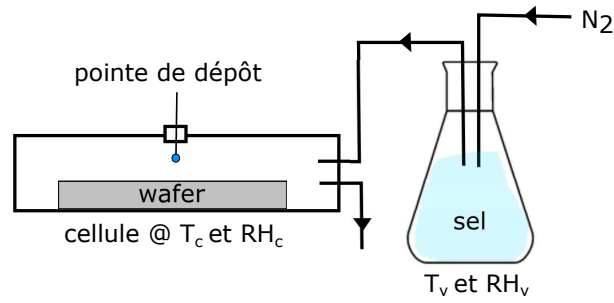 N2
pointe de dépôt
wafer
sel
cellule @ Tc et RHc
Tv et RHv